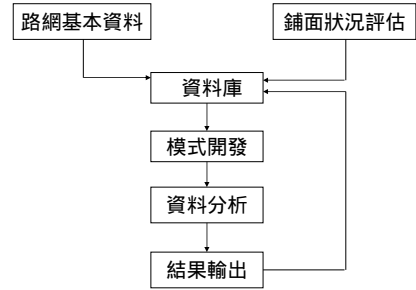 路網基本資料
鋪面狀況評估
資料庫
模式開發
資料分析
結果輸出